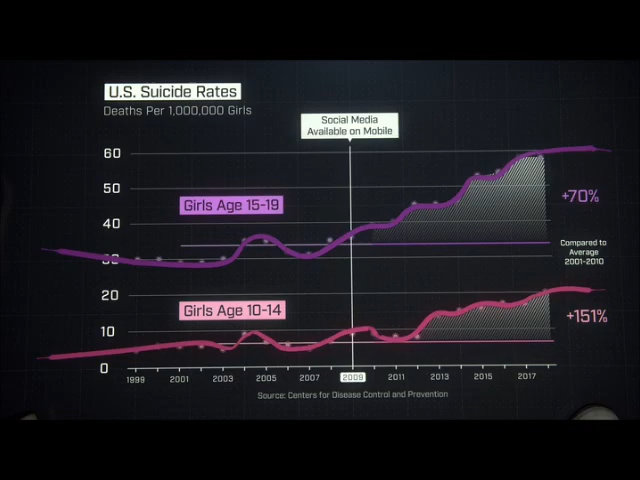 U.S. Suicide Rates
Deaths Per 1,000,000 Girls
Social Media
Available on Mobile
60
50
40
30
20
10
0
Girls Age 15-19
Girls Age 10-14
+70%
Compared to
Average
2001-2010
+151%
1999 2001 2003 2005 2007 2009 2011 2013 2015 2017
Source: Centers for Disease Control and Prevention